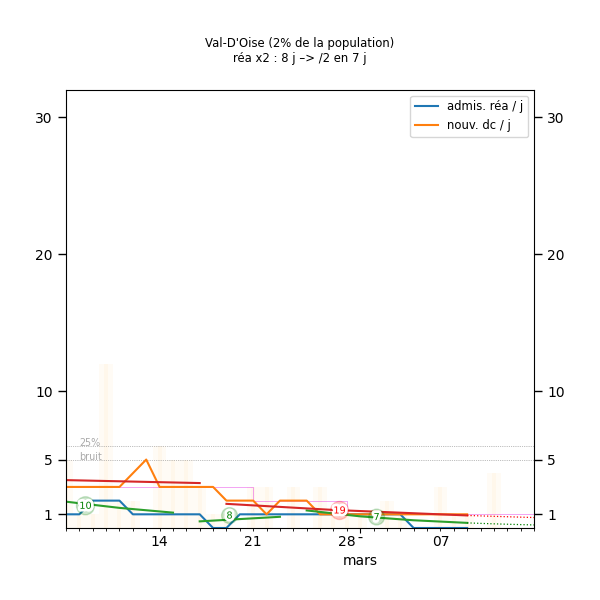 Val-D'Oise (2% de la population)
réa x2 : 8 j –> /2 en 7 j
admis. réa / j
nouv. dc / j
30 30
20 20
10 10
25%
bruit
5 5
10 8 19 7
1 1
14 21 28 07
mars